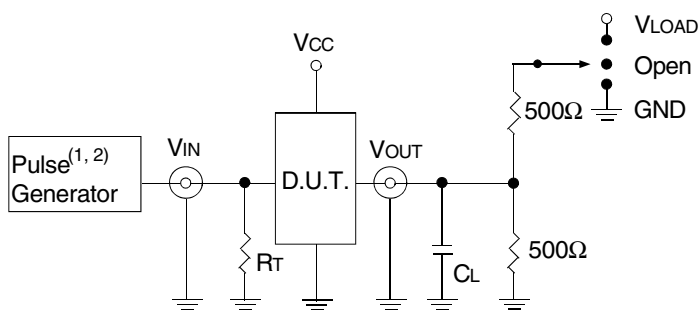 VLOAD
VCC
Open
500Ω
GND
VIN
VOUT
Pulse(1, 2)
Generator
D.U.T.
RT
CL
500Ω